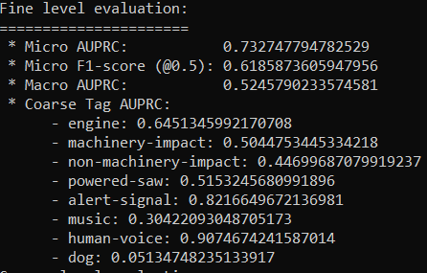 Fine level evaluation:
======================
* Micro AUPRC: 0.732747794782529
* Micro F1-score (@0.5): 0.6185873605947956
* Macro AUPRC: 0.5245790233574581
* Coarse Tag AUPRC:
- engine: 0.6451345992170708
- machinery-impact: 0.5044753445334218
- non-machinery-impact: 0.44699687079919237
- powered-saw: 0.5153245680991896
- alert-signal: 0.8216649672136981
- music: 0.30422093048705173
- human-voice: 0.9074674241587014
- dog: 0.05134748235133917